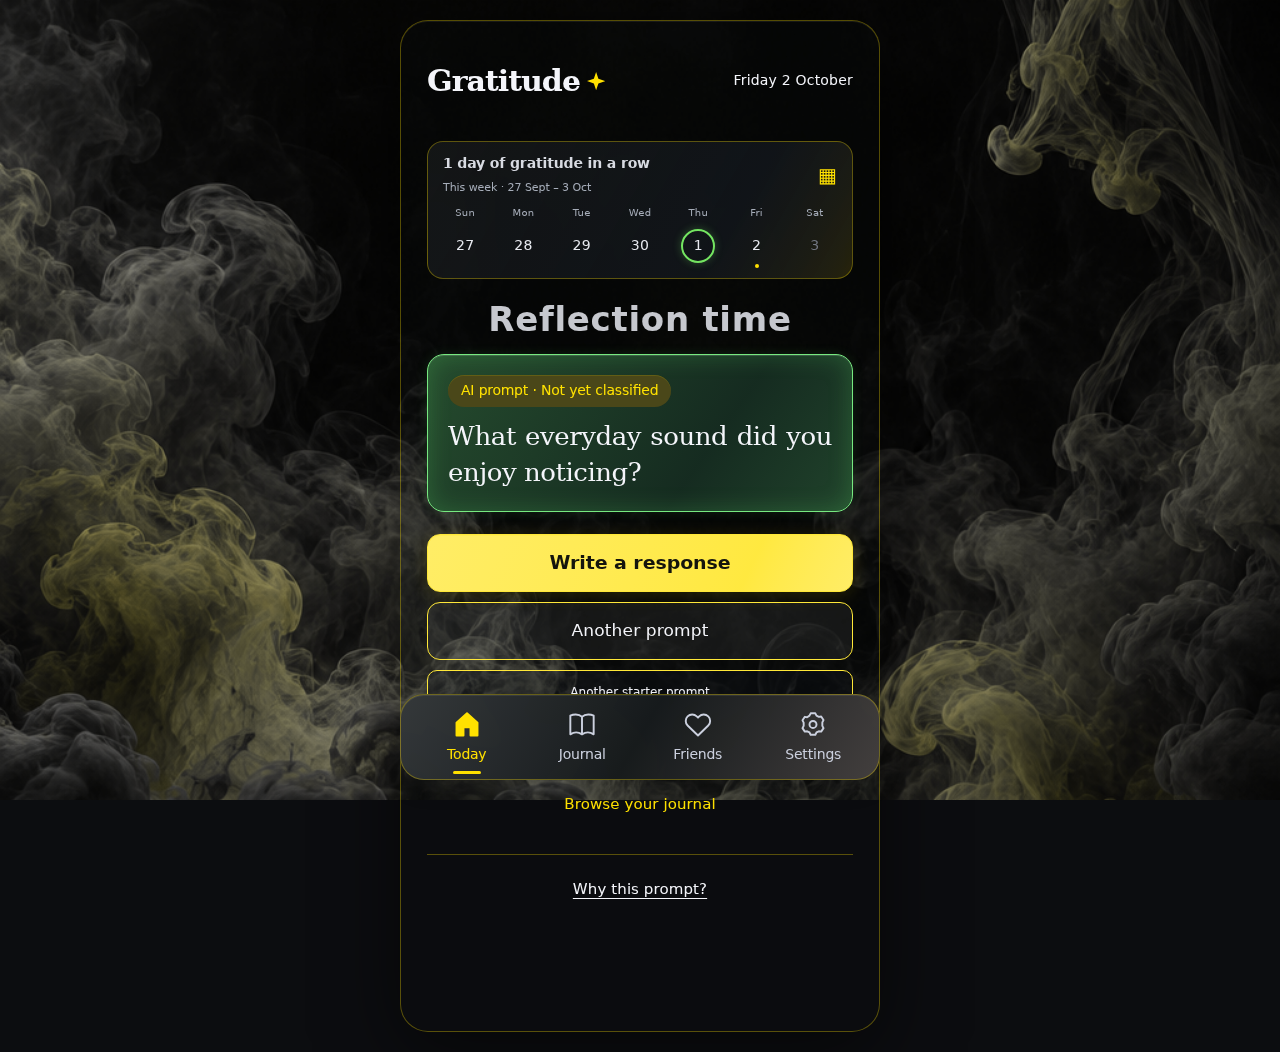 Gratitude
Friday 2 October
1 day of gratitude in a row
This week · 27 Sept – 3 Oct
Sun Mon Tue Wed Thu Fri Sat
27 28 29 30 1 2 3
Reflection time
AI prompt · Not yet classified
What everyday sound did you
enjoy noticing?
Write a response
Another prompt
Another starter prompt
Today Journal Friends Settings
Browse your journal
Why this prompt?